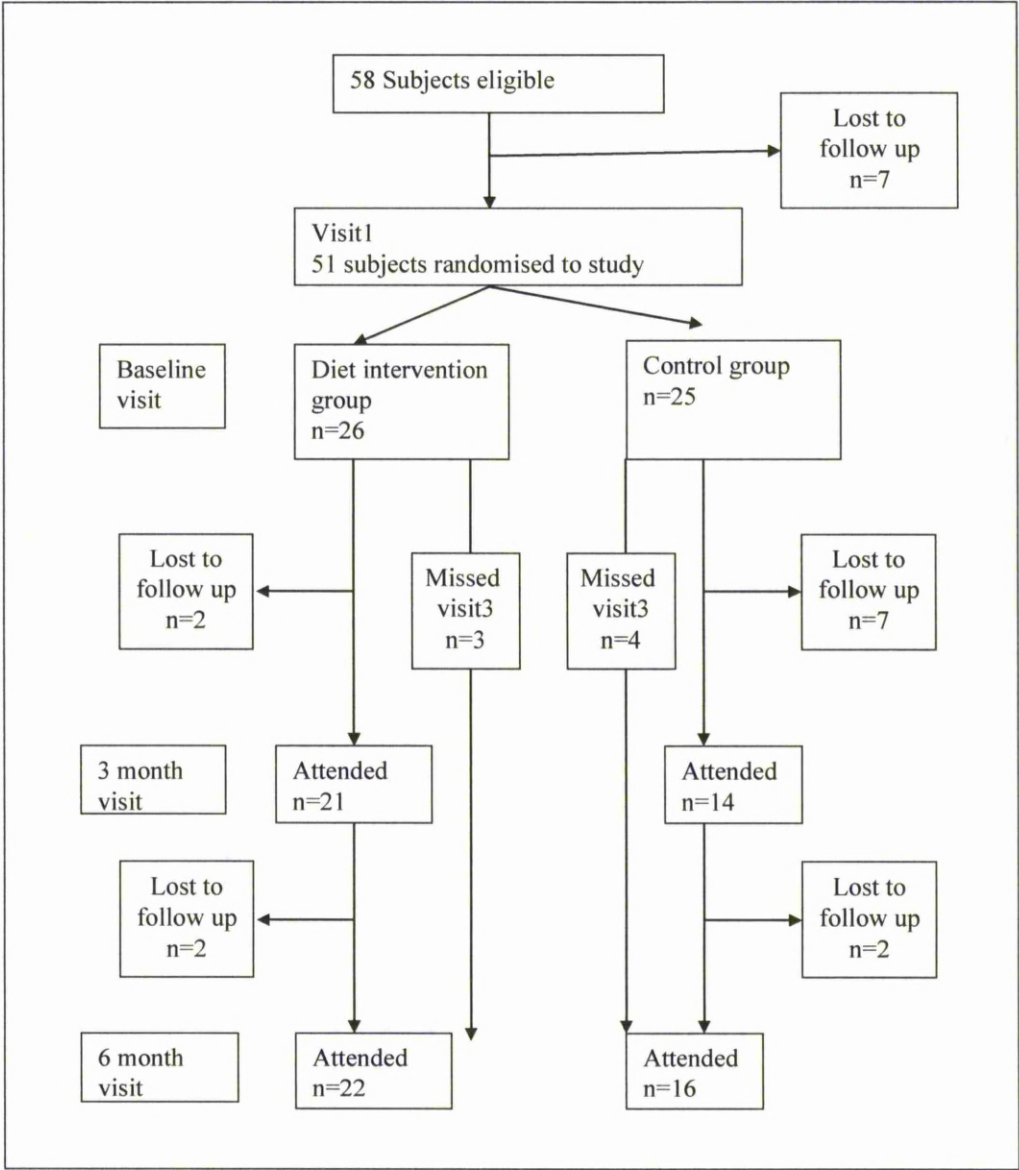 58 Subjects eligible
Lost to
follow up
n=7
Visit1
51 subjects randomised to study
Baseline
visit
Diet intervention
group
n=26
Control group
n=25
Lost to
follow up
n=2
Missed
visit3
n=3
Missed
visit3
n=4
Lost to
follow up
n=7
3 month
visit
Attended
n=21
Attended
n=14
Lost to
follow up
n=2
Lost to
follow up
n=2
6 month
visit
Attended
n=22
Attended
n=16